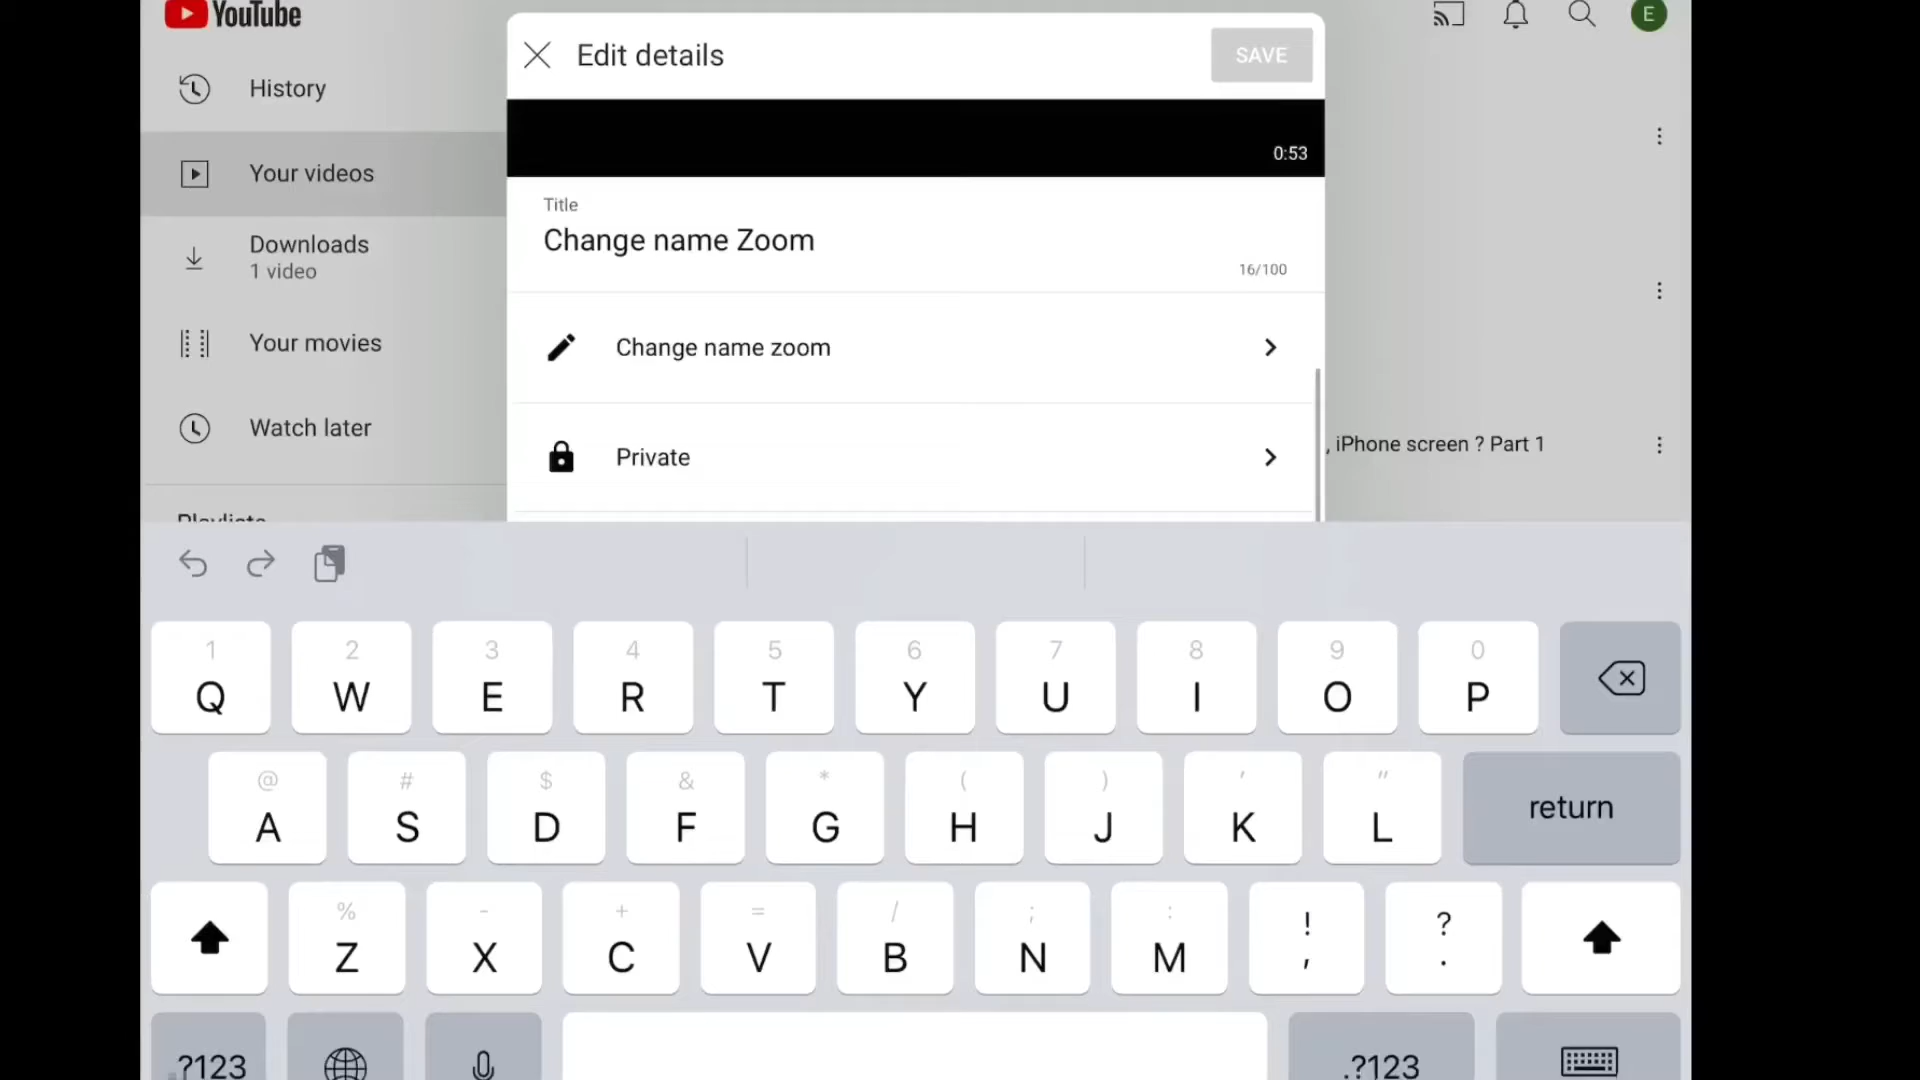 YouTube
E
History
Your videos
Downloads
1 video
Your movies
Watch later
Playlists
Edit details
SAVE
0:53
Title
Change name Zoom
16/100
Change name zoom
Private
, iPhone screen ? Part 1
1 2 3 4 5 6 7 8 9 0
Q W E R T Y U I O P
@ # $ & * ( ) ' "
A S D F G H J K L return
% - + = / ; : ! ?
Z X C V B N M , .
.?123 .?123